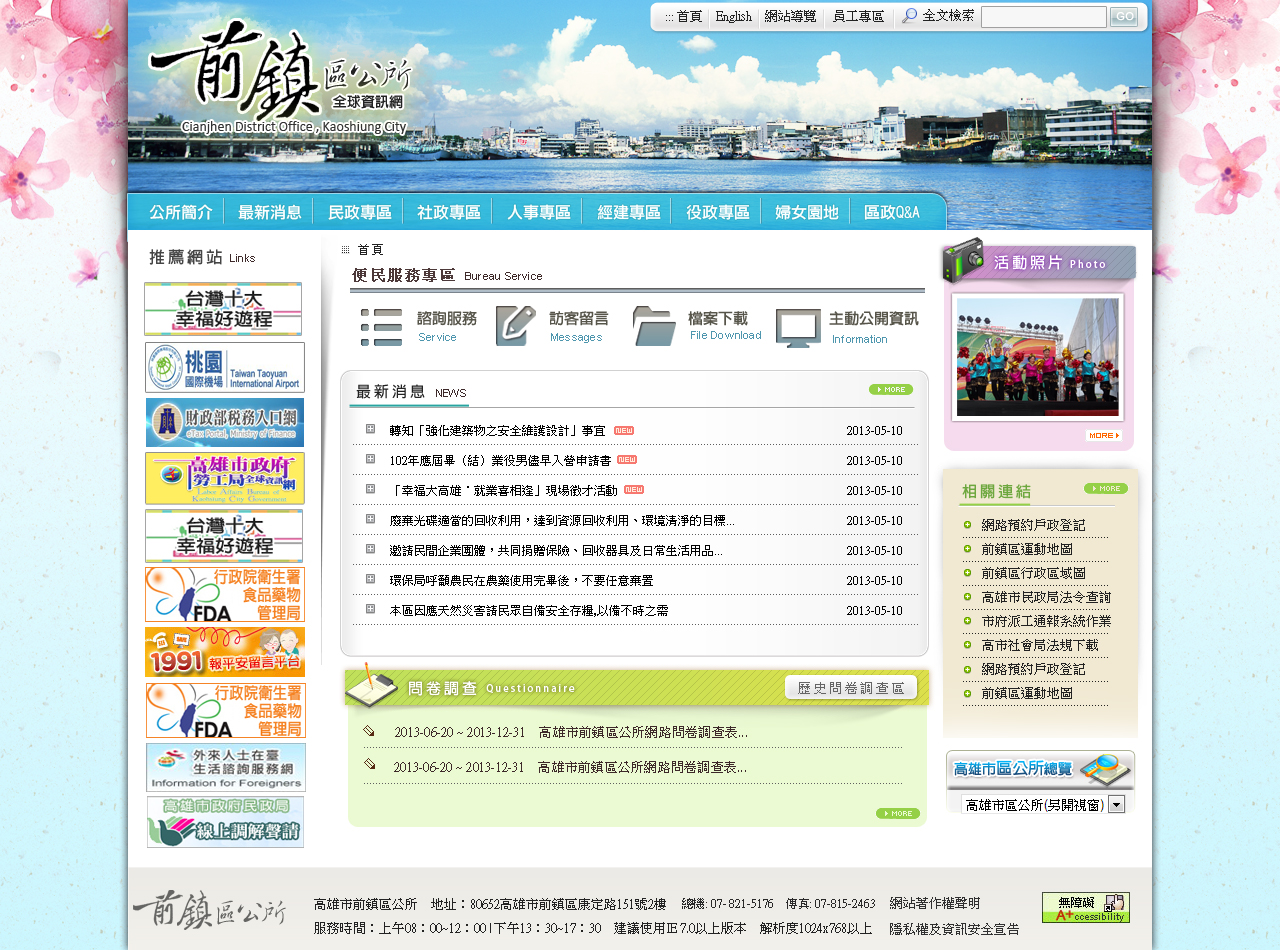 ::: 首頁 English 網站導覽 員工專區 全文檢索 GO
前鎮區公所
全球資訊網
Cianjhen District Office , Kaoshiung City
公所簡介 最新消息 民政專區 社政專區 人事專區 經建專區 役政專區 婦女園地 區政Q&A
推薦網站 Links
台灣十大
幸福好遊程
桃園
國際機場
Taiwan Taoyuan
International Airport
財政部稅務入口網
eTax Portal, Ministry of Finance
高雄市政府
勞工局全球資訊網
Labor Affairs Bureau of
Kaohsiung City Government
台灣十大
幸福好遊程
行政院衛生署
食品藥物
管理局
FDA
1991 報平安留言平台
行政院衛生署
食品藥物
管理局
FDA
外來人士在臺
生活諮詢服務網
Information for Foreigners
高雄市政府民政局
線上調解聲請
首頁
便民服務專區 Bureau Service
諮詢服務
Service
訪客留言
Messages
檔案下載
File Download
主動公開資訊
Information
最新消息 NEWS
MORE
轉知「強化建築物之安全維護設計」事宜 NEW 2013-05-10
102年應屆畢（結）業役男儘早入營申請書 NEW 2013-05-10
「幸福大高雄˙就業喜相逢」現場徵才活動 NEW 2013-05-10
廢棄光碟適當的回收利用，達到資源回收利用、環境清淨的目標... 2013-05-10
邀請民間企業團體，共同捐贈保險、回收器具及日常生活用品... 2013-05-10
環保局呼籲農民在農藥使用完畢後，不要任意棄置 2013-05-10
本區因應天然災害請民眾自備安全存糧,以備不時之需 2013-05-10
問卷調查 Questionnaire
歷史問卷調查區
2013-06-20 ~ 2013-12-31 高雄市前鎮區公所網路問卷調查表...
2013-06-20 ~ 2013-12-31 高雄市前鎮區公所網路問卷調查表...
MORE
活動照片 Photo
MORE
相關連結
MORE
網路預約戶政登記
前鎮區運動地圖
前鎮區行政區域圖
高雄市民政局法令查詢
市府派工通報系統作業
高市社會局法規下載
網路預約戶政登記
前鎮區運動地圖
高雄市區公所總覽
高雄市區公所(另開視窗)
前鎮區公所
高雄市前鎮區公所 地址：80652高雄市前鎮區康定路151號2樓 總機: 07- 821-5176 傳真: 07-815-2463 網站著作權聲明
服務時間：上午08：00~12：00 | 下午13：30~17：30 建議使用IE 7.0以上版本 解析度1024x768以上 隱私權及資訊安全宣告
無障礙
A+ccessibility